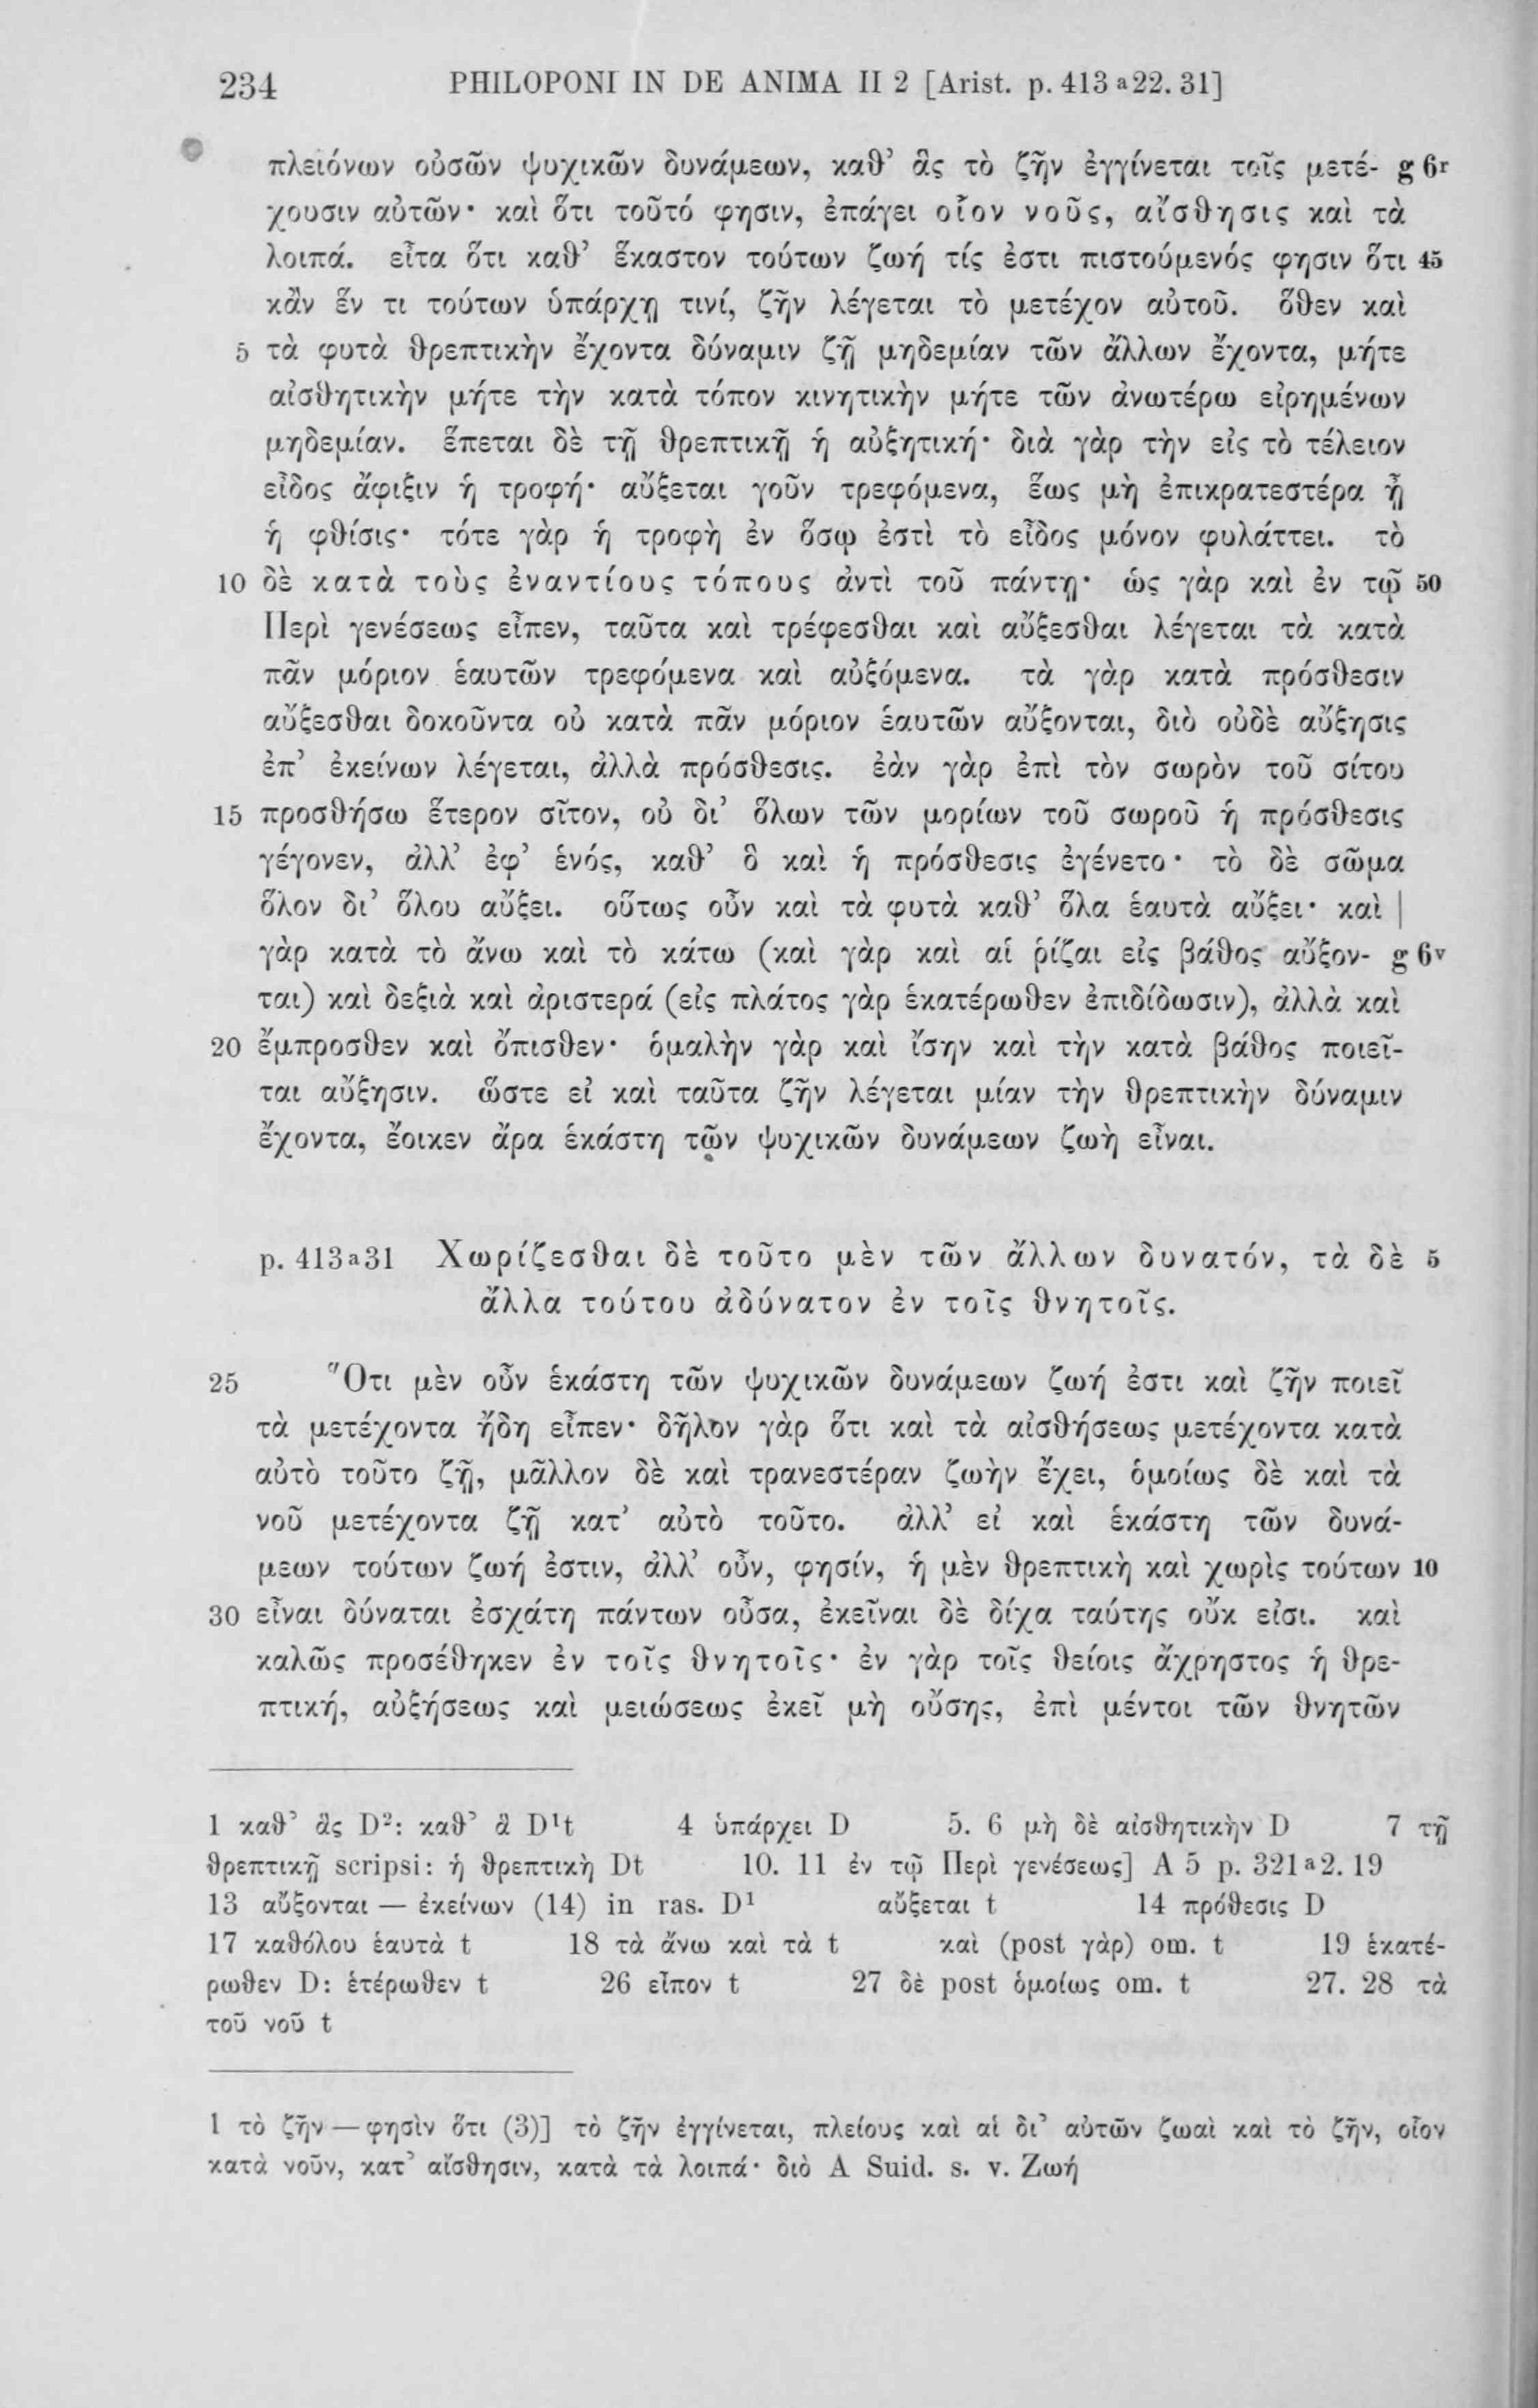 234 PHILOPONI IN DE ANIMA II 2 [Arist. p. 413 a 22. 31]
πλειόνων οὐσῶν ψυχικῶν δυνάμεων, καθ’ ἃς τὸ ζῆν ἐγγίνεται τοῖς μετέ- g 6r
χουσιν αὐτῶν· καὶ ὅτι τοῦτό φησιν, ἐπάγει οἷον νοῦς, αἴσθησις καὶ τὰ
λοιπά. εἶτα ὅτι καθ’ ἕκαστον τούτων ζωή τίς ἐστι πιστούμενός φησιν ὅτι 45
κἂν ἕν τι τούτων ὑπάρχῃ τινί, ζῆν λέγεται τὸ μετέχον αὐτοῦ. ὅθεν καὶ
5 τὰ φυτὰ θρεπτικὴν ἔχοντα δύναμιν ζῇ μηδεμίαν τῶν ἄλλων ἔχοντα, μήτε
αἰσθητικὴν μήτε τὴν κατὰ τόπον κινητικὴν μήτε τῶν ἀνωτέρω εἰρημένων
μηδεμίαν. ἕπεται δὲ τῇ θρεπτικῇ ἡ αὐξητική· διὰ γὰρ τὴν εἰς τὸ τέλειον
εἶδος ἄφιξιν ἡ τροφή· αὔξεται γοῦν τρεφόμενα, ἕως μὴ ἐπικρατεστέρα ᾖ
ἡ φθίσις· τότε γὰρ ἡ τροφὴ ἐν ὅσῳ ἐστὶ τὸ εἶδος μόνον φυλάττει. τὸ
10 δὲ κατὰ τοὺς ἐναντίους τόπους ἀντὶ τοῦ πάντῃ· ὡς γὰρ καὶ ἐν τῷ 50
Περὶ γενέσεως εἶπεν, ταῦτα καὶ τρέφεσθαι καὶ αὔξεσθαι λέγεται τὰ κατὰ
πᾶν μόριον ἑαυτῶν τρεφόμενα καὶ αὐξόμενα. τὰ γὰρ κατὰ πρόσθεσιν
αὔξεσθαι δοκοῦντα οὐ κατὰ πᾶν μόριον ἑαυτῶν αὔξονται, διὸ οὐδὲ αὔξησις
ἐπ’ ἐκείνων λέγεται, ἀλλὰ πρόσθεσις. ἐὰν γὰρ ἐπὶ τὸν σωρὸν τοῦ σίτου
15 προσθήσω ἕτερον σῖτον, οὐ δι’ ὅλων τῶν μορίων τοῦ σωροῦ ἡ πρόσθεσις
γέγονεν, ἀλλ’ ἐφ’ ἑνός, καθ’ ὃ καὶ ἡ πρόσθεσις ἐγένετο· τὸ δὲ σῶμα
ὅλον δι’ ὅλου αὔξει. οὕτως οὖν καὶ τὰ φυτὰ καθ’ ὅλα ἑαυτὰ αὔξει· καὶ |
γὰρ κατὰ τὸ ἄνω καὶ τὸ κάτω (καὶ γὰρ καὶ αἱ ῥίζαι εἰς βάθος αὔξον- g 6v
ται) καὶ δεξιὰ καὶ ἀριστερά (εἰς πλάτος γὰρ ἑκατέρωθεν ἐπιδίδωσιν), ἀλλὰ καὶ
20 ἔμπροσθεν καὶ ὄπισθεν· ὁμαλὴν γὰρ καὶ ἴσην καὶ τὴν κατὰ βάθος ποιεῖ-
ται αὔξησιν. ὥστε εἰ καὶ ταῦτα ζῆν λέγεται μίαν τὴν θρεπτικὴν δύναμιν
ἔχοντα, ἔοικεν ἄρα ἑκάστη τῶν ψυχικῶν δυνάμεων ζωὴ εἶναι.
p. 413 a 31 Χωρίζεσθαι δὲ τοῦτο μὲν τῶν ἄλλων δυνατόν, τὰ δὲ 5
ἄλλα τούτου ἀδύνατον ἐν τοῖς θνητοῖς.
25 Ὅτι μὲν οὖν ἑκάστη τῶν ψυχικῶν δυνάμεων ζωή ἐστι καὶ ζῆν ποιεῖ
τὰ μετέχοντα ἤδη εἶπεν· δῆλον γὰρ ὅτι καὶ τὰ αἰσθήσεως μετέχοντα κατὰ
αὐτὸ τοῦτο ζῇ, μᾶλλον δὲ καὶ τρανεστέραν ζωὴν ἔχει, ὁμοίως δὲ καὶ τὰ
νοῦ μετέχοντα ζῇ κατ’ αὐτὸ τοῦτο. ἀλλ’ εἰ καὶ ἑκάστη τῶν δυνά-
μεων τούτων ζωή ἐστιν, ἀλλ’ οὖν, φησίν, ἡ μὲν θρεπτικὴ καὶ χωρὶς τούτων 10
30 εἶναι δύναται ἐσχάτη πάντων οὖσα, ἐκεῖναι δὲ δίχα ταύτης οὔκ εἰσι. καὶ
καλῶς προσέθηκεν ἐν τοῖς θνητοῖς· ἐν γὰρ τοῖς θείοις ἄχρηστος ἡ θρε-
πτική, αὐξήσεως καὶ μειώσεως ἐκεῖ μὴ οὔσης, ἐπὶ μέντοι τῶν θνητῶν
1 καθ’ ἃς D²: καθ’ ἃ D¹t 4 ὑπάρχει D 5. 6 μὴ δὲ αἰσθητικὴν D 7 τῇ
θρεπτικῇ scripsi: ἡ θρεπτικὴ Dt 10. 11 ἐν τῷ Περὶ γενέσεως] A 5 p. 321 a 2. 19
13 αὔξονται — ἐκείνων (14) in ras. D¹ αὔξεται t 14 πρόθεσις D
17 καθόλου ἑαυτὰ t 18 τὰ ἄνω καὶ τὰ t καὶ (post γὰρ) om. t 19 ἑκατέ-
ρωθεν D: ἑτέρωθεν t 26 εἶπον t 27 δὲ post ὁμοίως om. t 27. 28 τὰ
τοῦ νοῦ t
1 τὸ ζῆν — φησὶν ὅτι (3)] τὸ ζῆν ἐγγίνεται, πλείους καὶ αἱ δι’ αὐτῶν ζωαὶ καὶ τὸ ζῆν, οἷον
κατὰ νοῦν, κατ’ αἴσθησιν, κατὰ τὰ λοιπά· διὸ A Suid. s. v. Ζωή